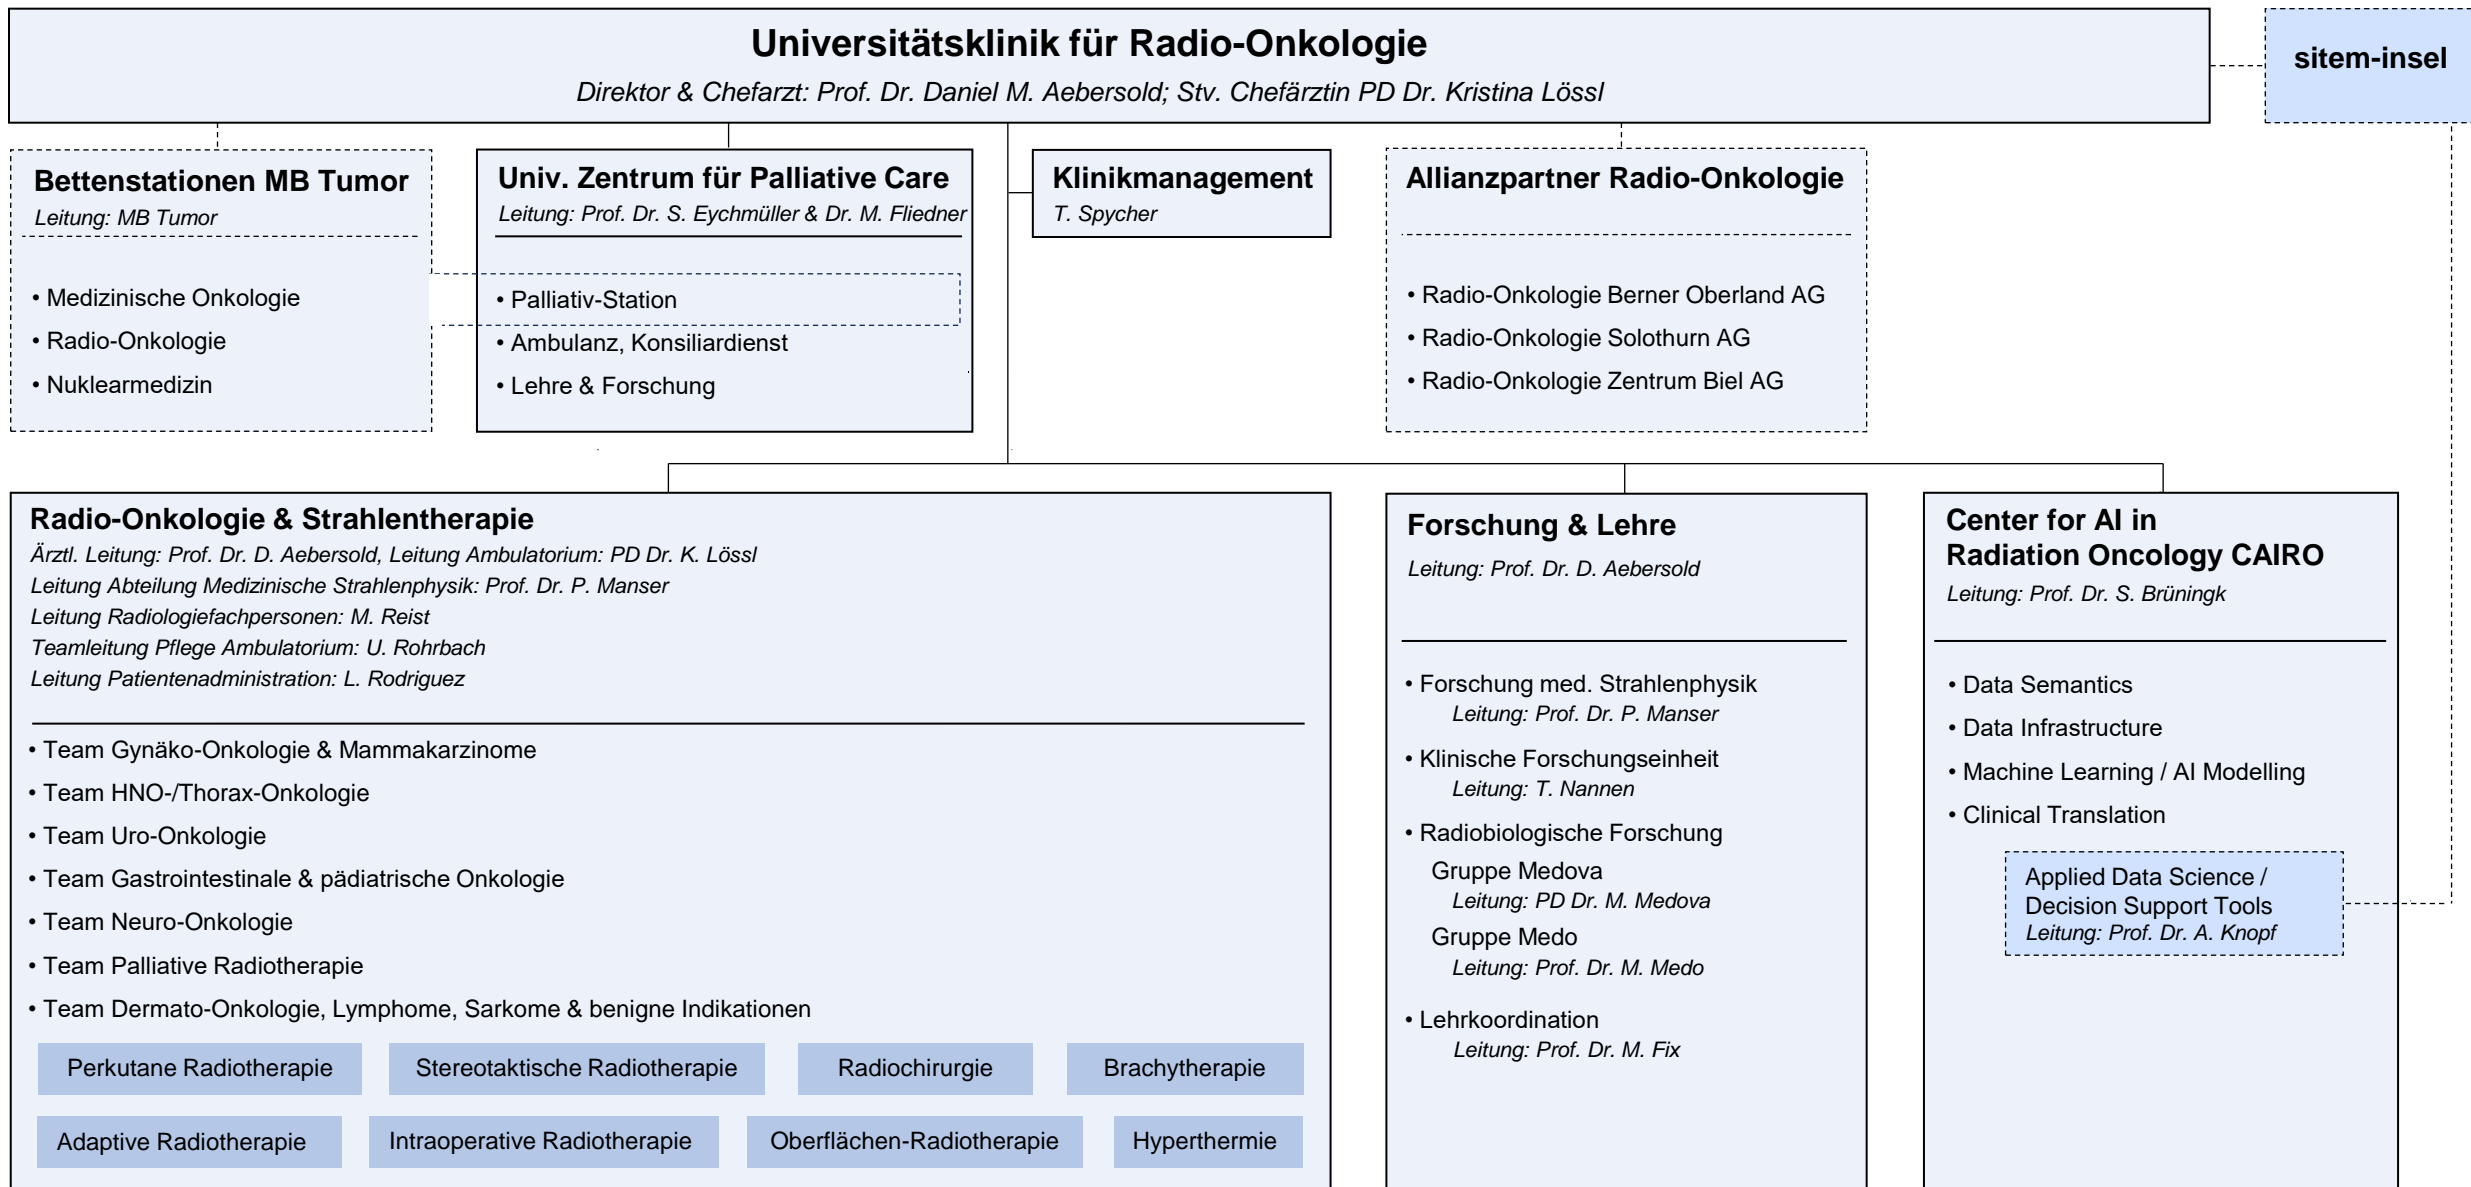 Universitätsklinik für Radio-Onkologie
Direktor & Chefarzt: Prof. Dr. Daniel M. Aebersold; Stv. Chefärztin PD Dr. Kristina Lössl
sitem-insel
Bettenstationen MB Tumor
Leitung: MB Tumor
• Medizinische Onkologie
• Radio-Onkologie
• Nuklearmedizin
Univ. Zentrum für Palliative Care
Leitung: Prof. Dr. S. Eychmüller & Dr. M. Fliedner
• Palliativ-Station
• Ambulanz, Konsiliardienst
• Lehre & Forschung
Klinikmanagement
T. Spycher
Allianzpartner Radio-Onkologie
• Radio-Onkologie Berner Oberland AG
• Radio-Onkologie Solothurn AG
• Radio-Onkologie Zentrum Biel AG
Radio-Onkologie & Strahlentherapie
Ärztl. Leitung: Prof. Dr. D. Aebersold, Leitung Ambulatorium: PD Dr. K. Lössl
Leitung Abteilung Medizinische Strahlenphysik: Prof. Dr. P. Manser
Leitung Radiologiefachpersonen: M. Reist
Teamleitung Pflege Ambulatorium: U. Rohrbach
Leitung Patientenadministration: L. Rodriguez
• Team Gynäko-Onkologie & Mammakarzinome
• Team HNO-/Thorax-Onkologie
• Team Uro-Onkologie
• Team Gastrointestinale & pädiatrische Onkologie
• Team Neuro-Onkologie
• Team Palliative Radiotherapie
• Team Dermato-Onkologie, Lymphome, Sarkome & benigne Indikationen
Perkutane Radiotherapie
Stereotaktische Radiotherapie
Radiochirurgie
Brachytherapie
Adaptive Radiotherapie
Intraoperative Radiotherapie
Oberflächen-Radiotherapie
Hyperthermie
Forschung & Lehre
Leitung: Prof. Dr. D. Aebersold
• Forschung med. Strahlenphysik
Leitung: Prof. Dr. P. Manser
• Klinische Forschungseinheit
Leitung: T. Nannen
• Radiobiologische Forschung
Gruppe Medova
Leitung: PD Dr. M. Medova
Gruppe Medo
Leitung: Prof. Dr. M. Medo
• Lehrkoordination
Leitung: Prof. Dr. M. Fix
Center for AI in
Radiation Oncology CAIRO
Leitung: Prof. Dr. S. Brüningk
• Data Semantics
• Data Infrastructure
• Machine Learning / AI Modelling
• Clinical Translation
Applied Data Science /
Decision Support Tools
Leitung: Prof. Dr. A. Knopf